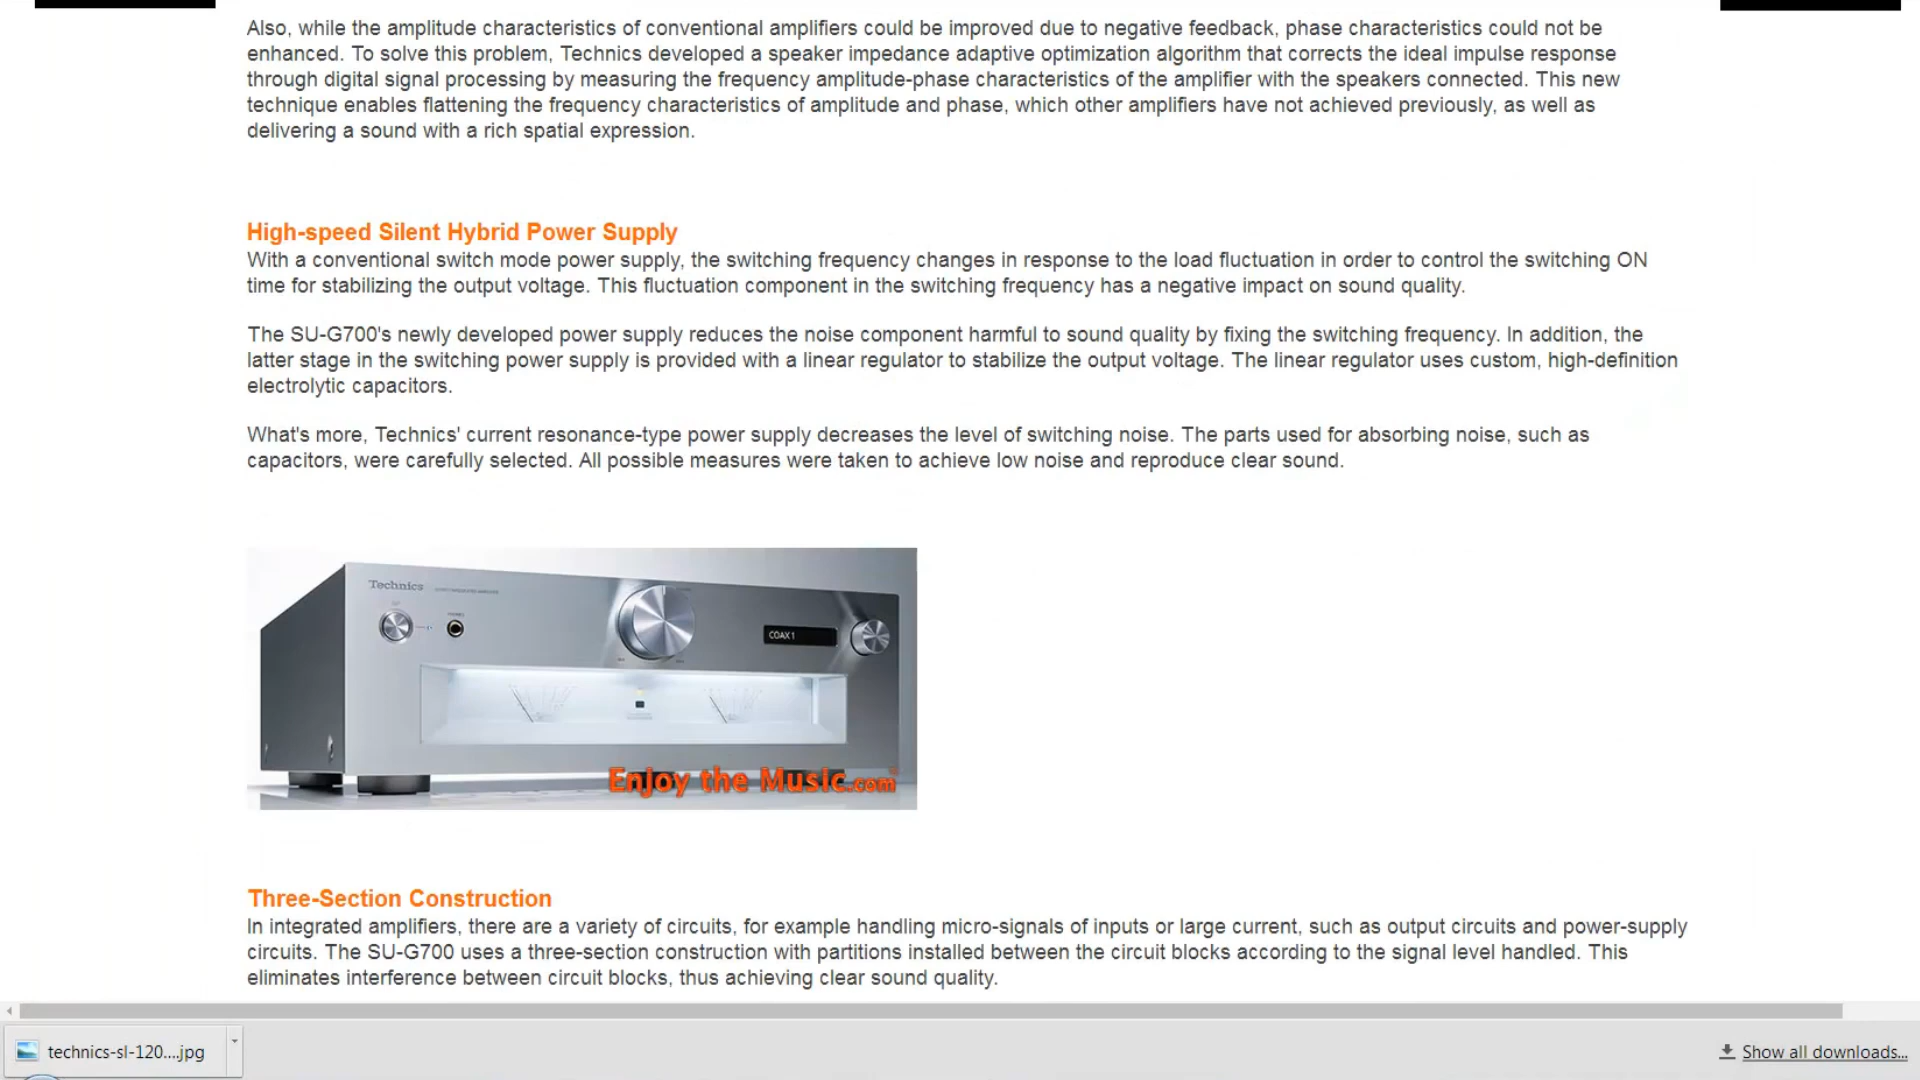 Also, while the amplitude characteristics of conventional amplifiers could be improved due to negative feedback, phase characteristics could not be
enhanced. To solve this problem, Technics developed a speaker impedance adaptive optimization algorithm that corrects the ideal impulse response
through digital signal processing by measuring the frequency amplitude-phase characteristics of the amplifier with the speakers connected. This new
technique enables flattening the frequency characteristics of amplitude and phase, which other amplifiers have not achieved previously, as well as
delivering a sound with a rich spatial expression.
High-speed Silent Hybrid Power Supply
With a conventional switch mode power supply, the switching frequency changes in response to the load fluctuation in order to control the switching ON
time for stabilizing the output voltage. This fluctuation component in the switching frequency has a negative impact on sound quality.
The SU-G700's newly developed power supply reduces the noise component harmful to sound quality by fixing the switching frequency. In addition, the
latter stage in the switching power supply is provided with a linear regulator to stabilize the output voltage. The linear regulator uses custom, high-definition
electrolytic capacitors.
What's more, Technics' current resonance-type power supply decreases the level of switching noise. The parts used for absorbing noise, such as
capacitors, were carefully selected. All possible measures were taken to achieve low noise and reproduce clear sound.
Technics
COAX1
Enjoy the Music.com
Three-Section Construction
In integrated amplifiers, there are a variety of circuits, for example handling micro-signals of inputs or large current, such as output circuits and power-supply
circuits. The SU-G700 uses a three-section construction with partitions installed between the circuit blocks according to the signal level handled. This
eliminates interference between circuit blocks, thus achieving clear sound quality.
technics-sl-120....jpg
Show all downloads...